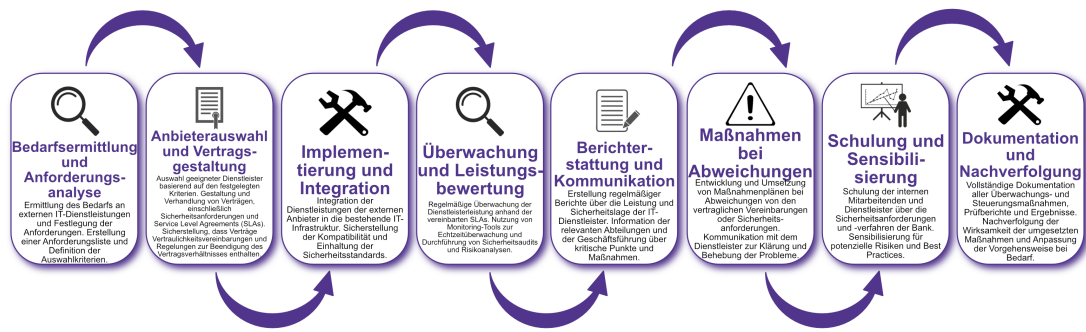 Bedarfsermittlung
und
Anforderungs-
analyse
Ermittlung des Bedarfs an
externen IT-Dienstleistungen
und Festlegung der
Anforderungen. Erstellung
einer Anforderungsliste und
Definition der
Auswahlkriterien.
Anbieterauswahl
und Vertrags-
gestaltung
Auswahl geeigneter Dienstleister
basierend auf den festgelegten
Kriterien. Gestaltung und
Verhandlung von Verträgen,
einschließlich
Sicherheitsanforderungen und
Service Level Agreements (SLAs).
Sicherstellung, dass Verträge
Vertraulichkeitsvereinbarungen und
Regelungen zur Beendigung des
Vertragsverhältnisses enthalten.
Implemen-
tierung und
Integration
Integration der
Dienstleistungen der externen
Anbieter in die bestehende IT-
Infrastruktur. Sicherstellung
der Kompatibilität und
Einhaltung der
Sicherheitsstandards.
Überwachung
und Leistungs-
bewertung
Regelmäßige Überwachung der
Dienstleisterleistung anhand der
vereinbarten SLAs. Nutzung von
Monitoring-Tools zur
Echtzeitüberwachung und
Durchführung von Sicherheitsaudits
und Risikoanalysen.
Berichter-
stattung und
Kommunikation
Erstellung regelmäßiger
Berichte über die Leistung und
Sicherheitslage der IT-
Dienstleister. Information der
relevanten Abteilungen und
der Geschäftsführung über
kritische Punkte und
Maßnahmen.
Maßnahmen
bei
Abweichungen
Entwicklung und Umsetzung
von Maßnahmenplänen bei
Abweichungen von den
vertraglichen Vereinbarungen
oder Sicherheits-
anforderungen.
Kommunikation mit dem
Dienstleister zur Klärung und
Behebung der Probleme.
Schulung und
Sensibili-
sierung
Schulung der internen
Mitarbeitenden und
Dienstleister über die
Sicherheitsanforderungen
und -verfahren der Bank.
Sensibilisierung für
potenzielle Risiken und Best
Practices.
Dokumentation
und
Nachverfolgung
Vollständige Dokumentation
aller Überwachungs- und
Steuerungsmaßnahmen,
Prüfberichte und Ergebnisse.
Nachverfolgung der
Wirksamkeit der umgesetzten
Maßnahmen und Anpassung
der Vorgehensweise bei
Bedarf.